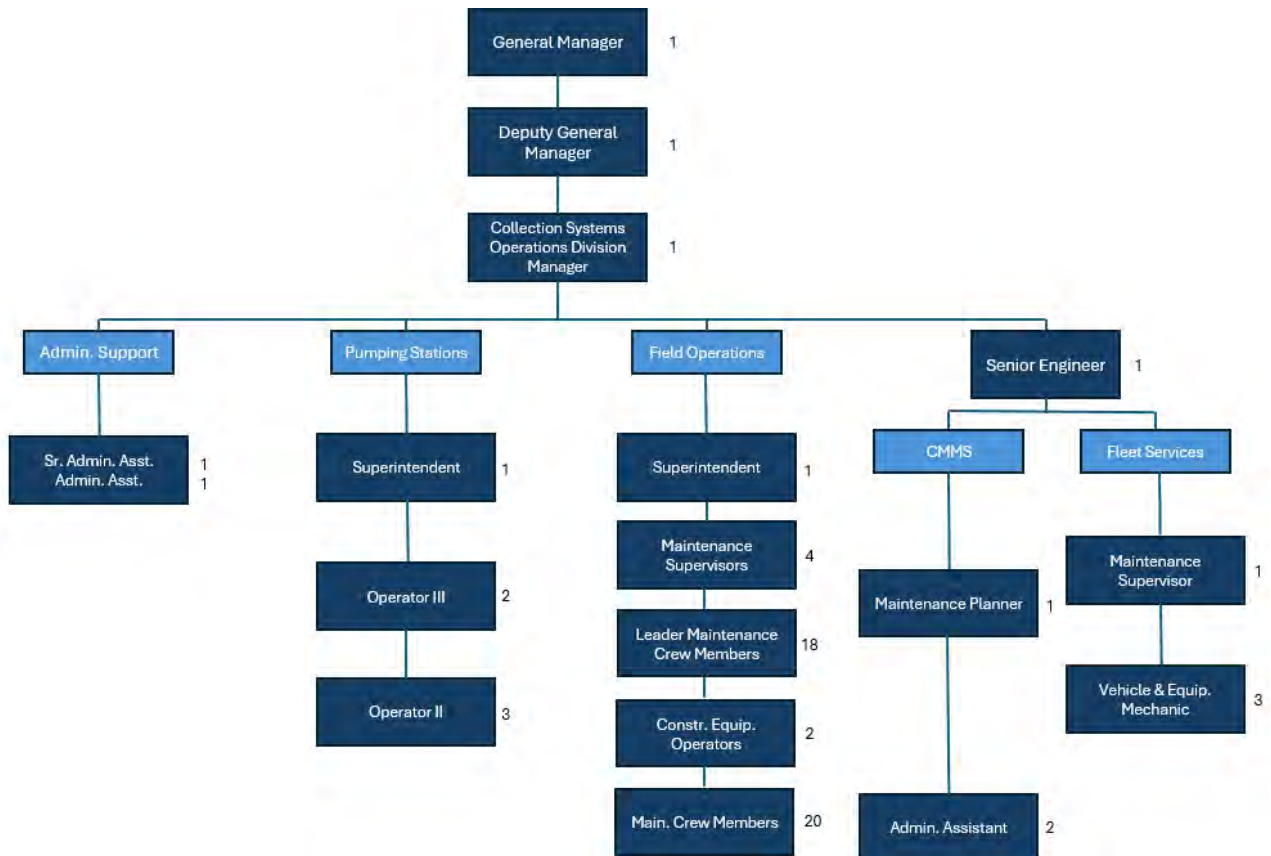 General Manager 1
Deputy General
Manager 1
Collection Systems
Operations Division
Manager 1
Admin. Support
Sr. Admin. Asst. 1
Admin. Asst. 1
Pumping Stations
Superintendent 1
Operator III 2
Operator II 3
Field Operations
Superintendent 1
Maintenance
Supervisors 4
Leader Maintenance
Crew Members 18
Constr. Equip.
Operators 2
Main. Crew Members 20
Senior Engineer 1
CMMS
Maintenance Planner 1
Admin. Assistant 2
Fleet Services
Maintenance
Supervisor 1
Vehicle & Equip.
Mechanic 3